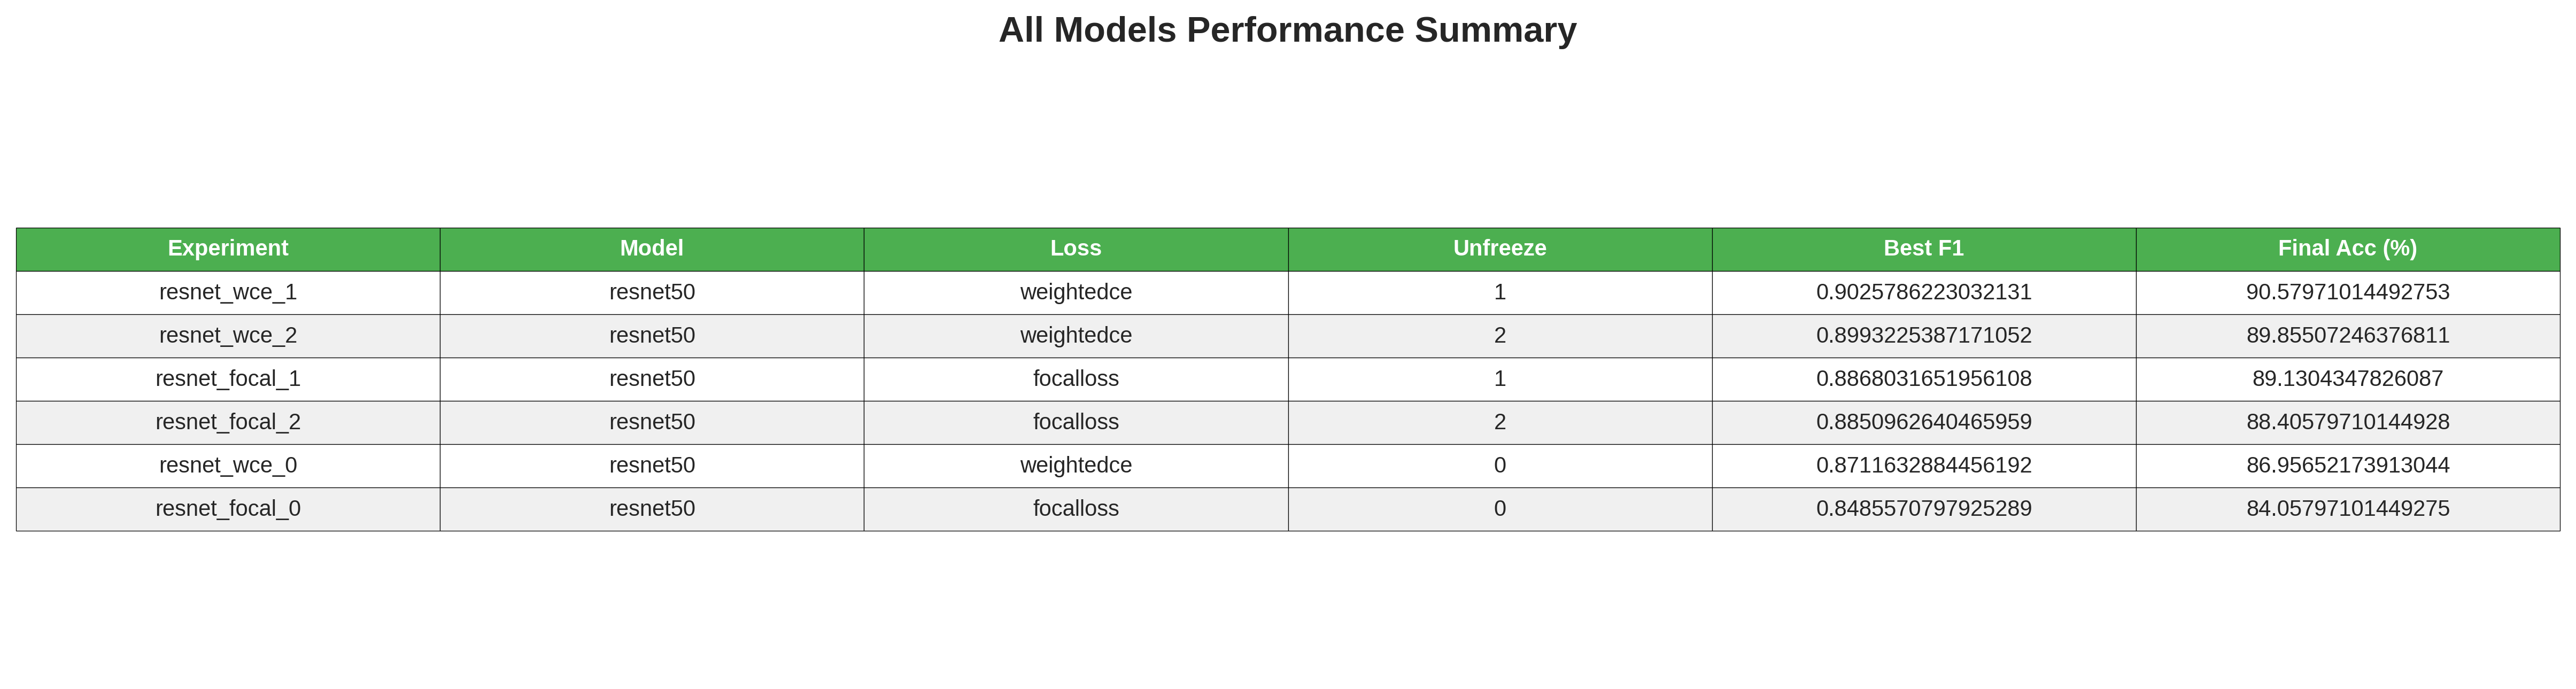 All Models Performance Summary
Experiment Model Loss Unfreeze Best F1 Final Acc (%)
resnet_wce_1 resnet50 weightedce 1 0.9025786223032131 90.57971014492753
resnet_wce_2 resnet50 weightedce 2 0.8993225387171052 89.85507246376811
resnet_focal_1 resnet50 focalloss 1 0.8868031651956108 89.1304347826087
resnet_focal_2 resnet50 focalloss 2 0.8850962640465959 88.40579710144928
resnet_wce_0 resnet50 weightedce 0 0.8711632884456192 86.95652173913044
resnet_focal_0 resnet50 focalloss 0 0.8485570797925289 84.05797101449275